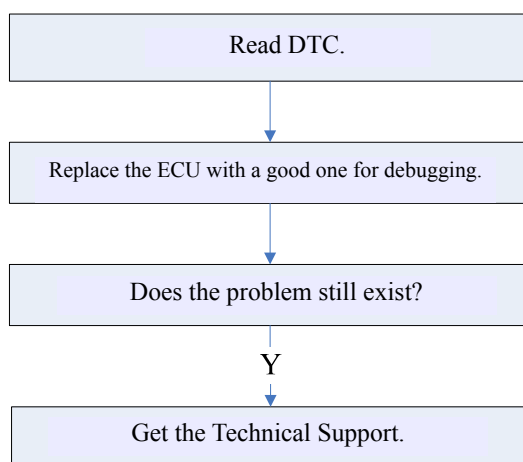 Read DTC.
Replace the ECU with a good one for debugging.
Does the problem still exist?
Y
Get the Technical Support.